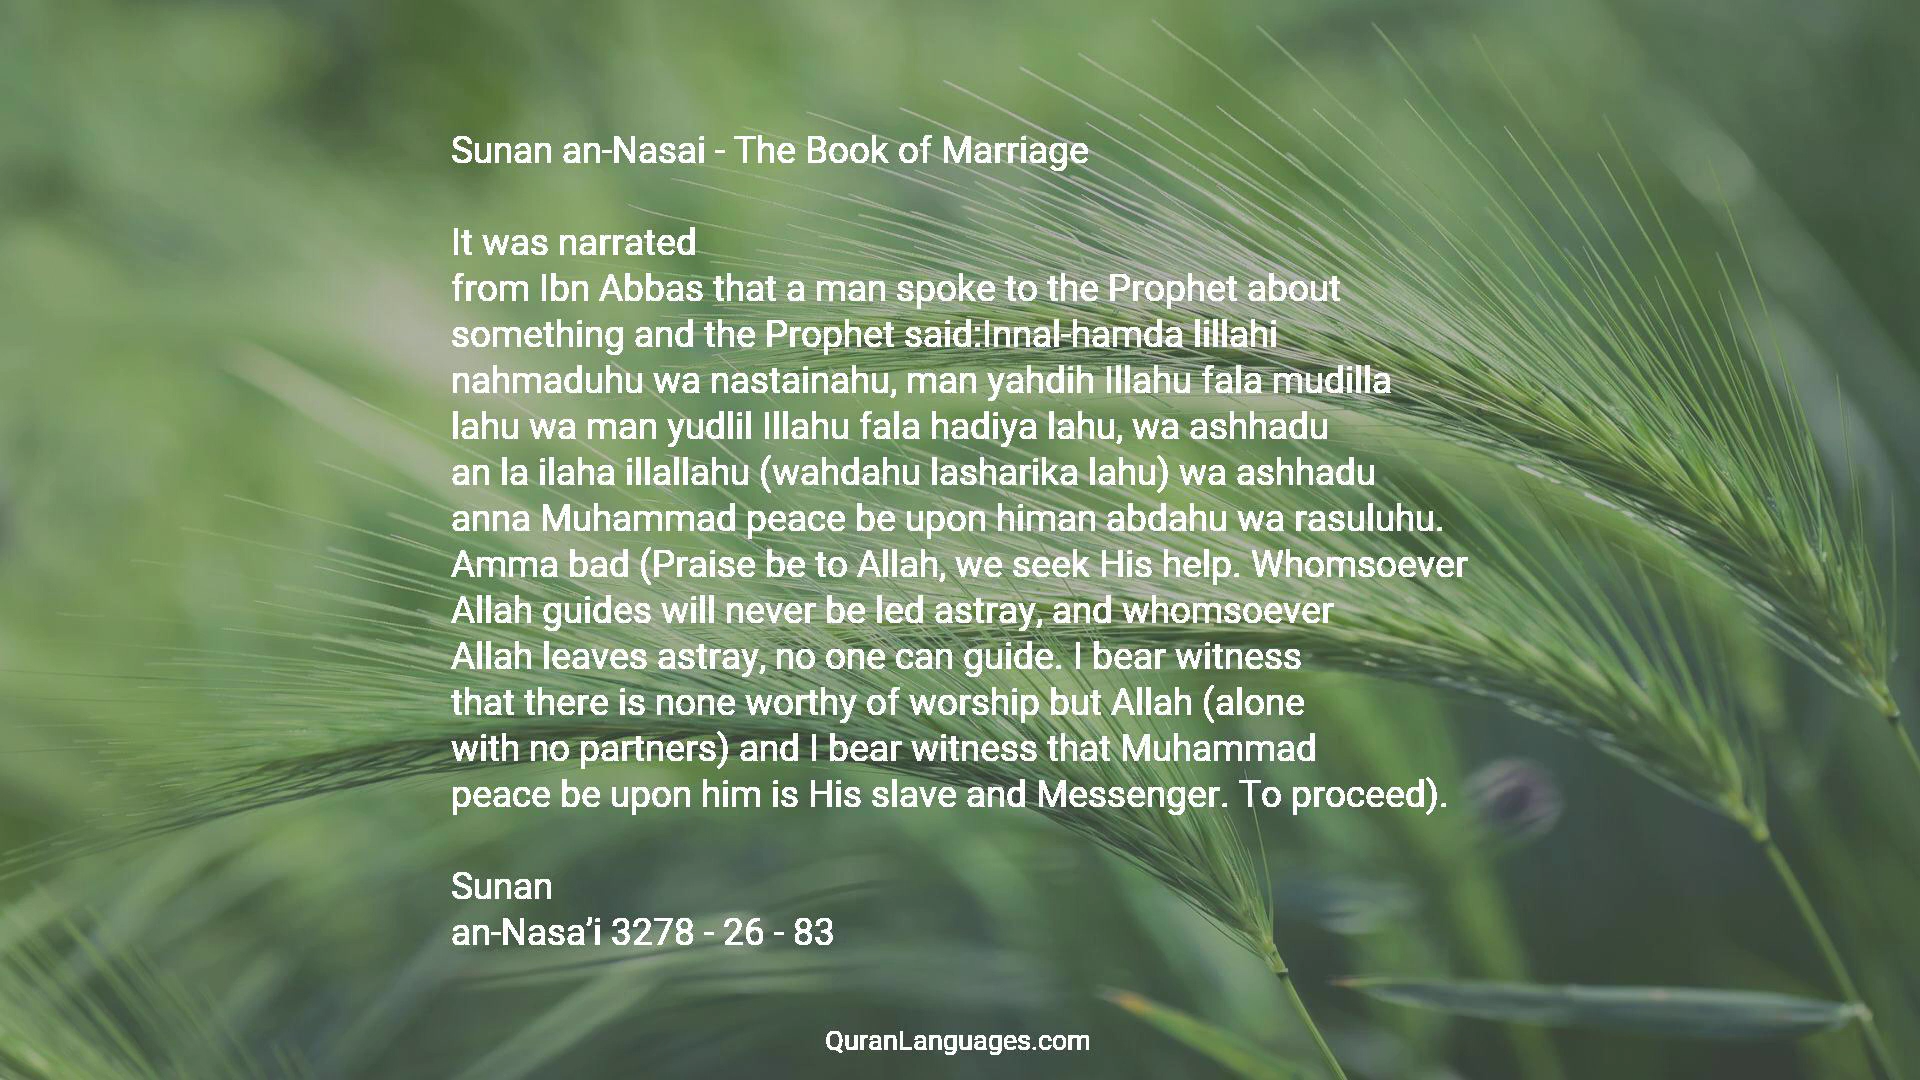 Sunan an-Nasai - The Book of Marriage
It was narrated
from Ibn Abbas that a man spoke to the Prophet about
something and the Prophet said:Innal-hamda lillahi
nahmaduhu wa nastainahu, man yahdih Illahu fala mudilla
lahu wa man yudlil Illahu fala hadiya lahu, wa ashhadu
an la ilaha illallahu (wahdahu lasharika lahu) wa ashhadu
anna Muhammad peace be upon himan abdahu wa rasuluhu.
Amma bad (Praise be to Allah, we seek His help. Whomsoever
Allah guides will never be led astray, and whomsoever
Allah leaves astray, no one can guide. I bear witness
that there is none worthy of worship but Allah (alone
with no partners) and I bear witness that Muhammad
peace be upon him is His slave and Messenger. To proceed).
Sunan
an-Nasa’i 3278 - 26 - 83
QuranLanguages.com